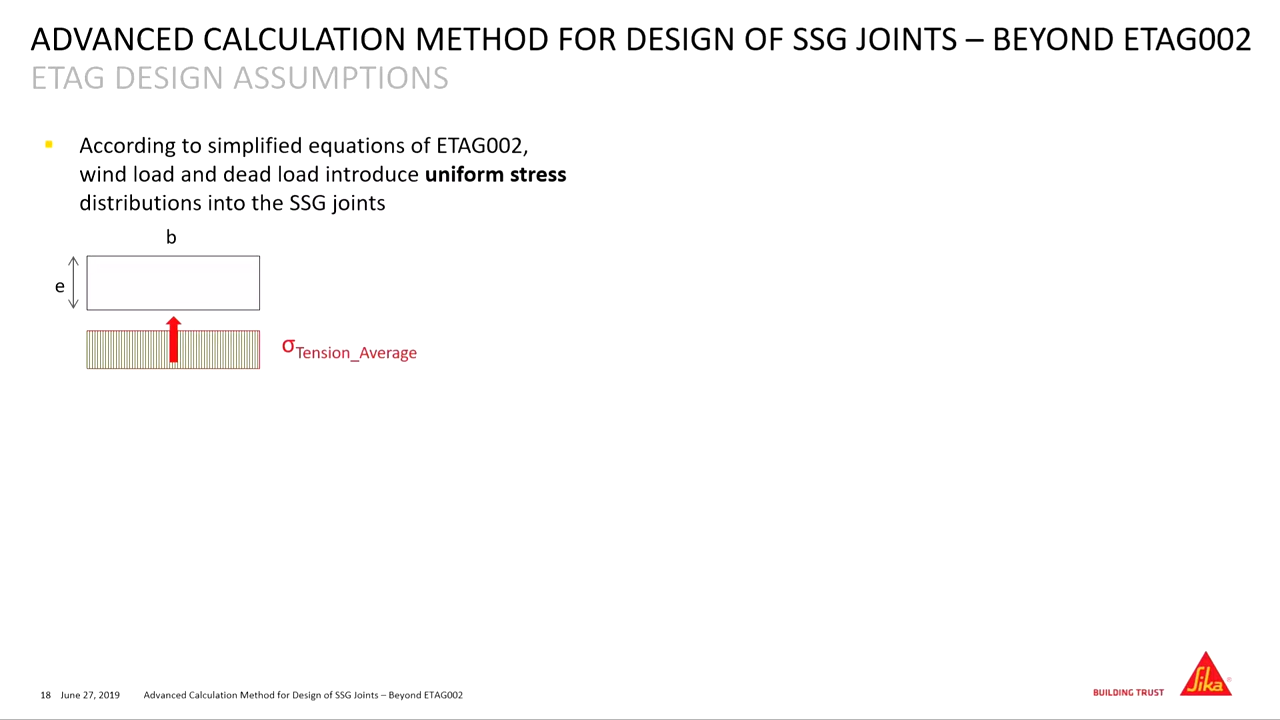 ADVANCED CALCULATION METHOD FOR DESIGN OF SSG JOINTS – BEYOND ETAG002
ETAG DESIGN ASSUMPTIONS
According to simplified equations of ETAG002,
wind load and dead load introduce uniform stress
distributions into the SSG joints
b
e
σTension_Average
18 June 27, 2019 Advanced Calculation Method for Design of SSG Joints – Beyond ETAG002
BUILDING TRUST
Sika®